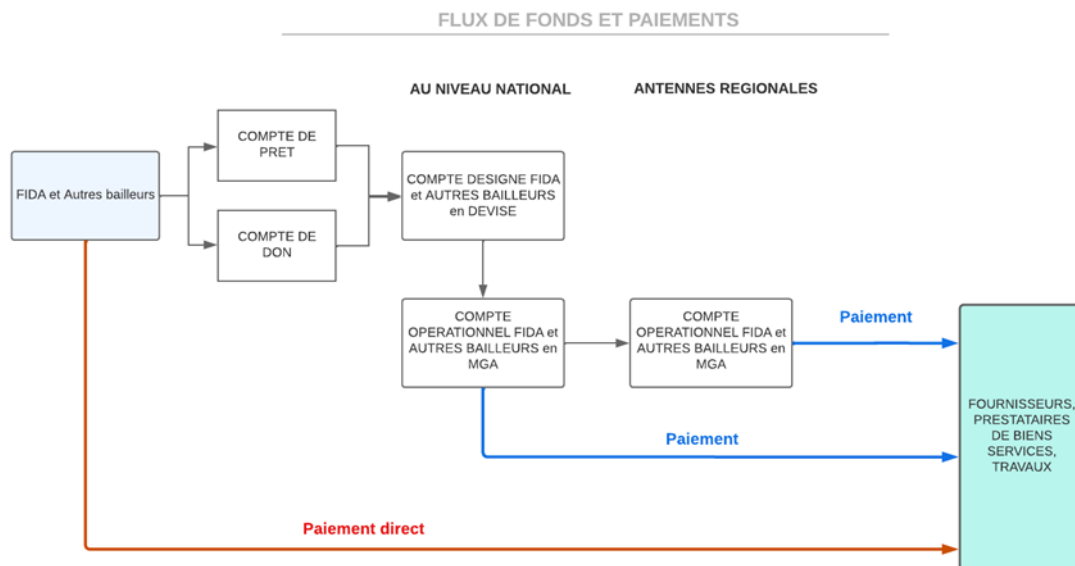 FLUX DE FONDS ET PAIEMENTS
AU NIVEAU NATIONAL
ANTENNES REGIONALES
FIDA et Autres bailleurs
COMPTE DE
PRET
COMPTE DE
DON
COMPTE DESIGNE FIDA
et AUTRES BAILLEURS
en DEVISE
COMPTE
OPERATIONNEL FIDA et
AUTRES BAILLEURS en
MGA
COMPTE
OPERATIONNEL FIDA et
AUTRES BAILLEURS en
MGA
Paiement
Paiement
Paiement direct
FOURNISSEURS,
PRESTATAIRES
DE BIENS
SERVICES,
TRAVAUX